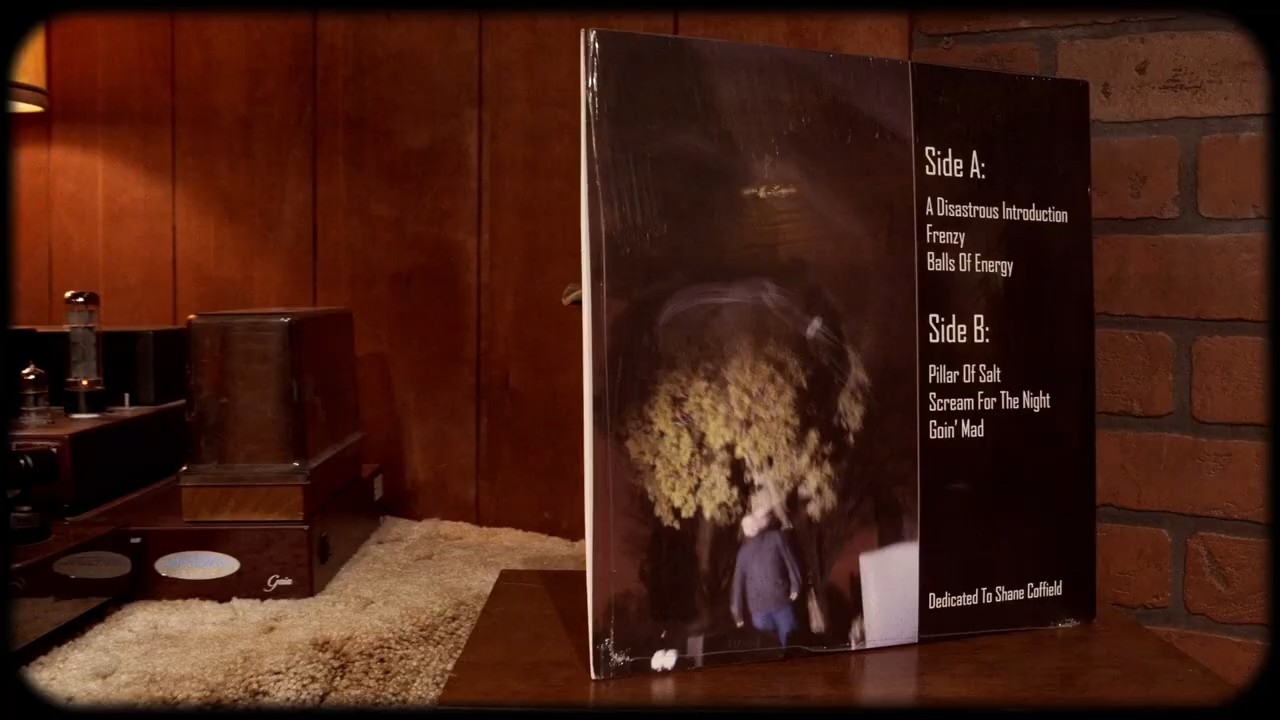 Side A:
A Disastrous Introduction
Frenzy
Balls Of Energy
Side B:
Pillar Of Salt
Scream For The Night
Goin' Mad
Dedicated To Shane Coffield